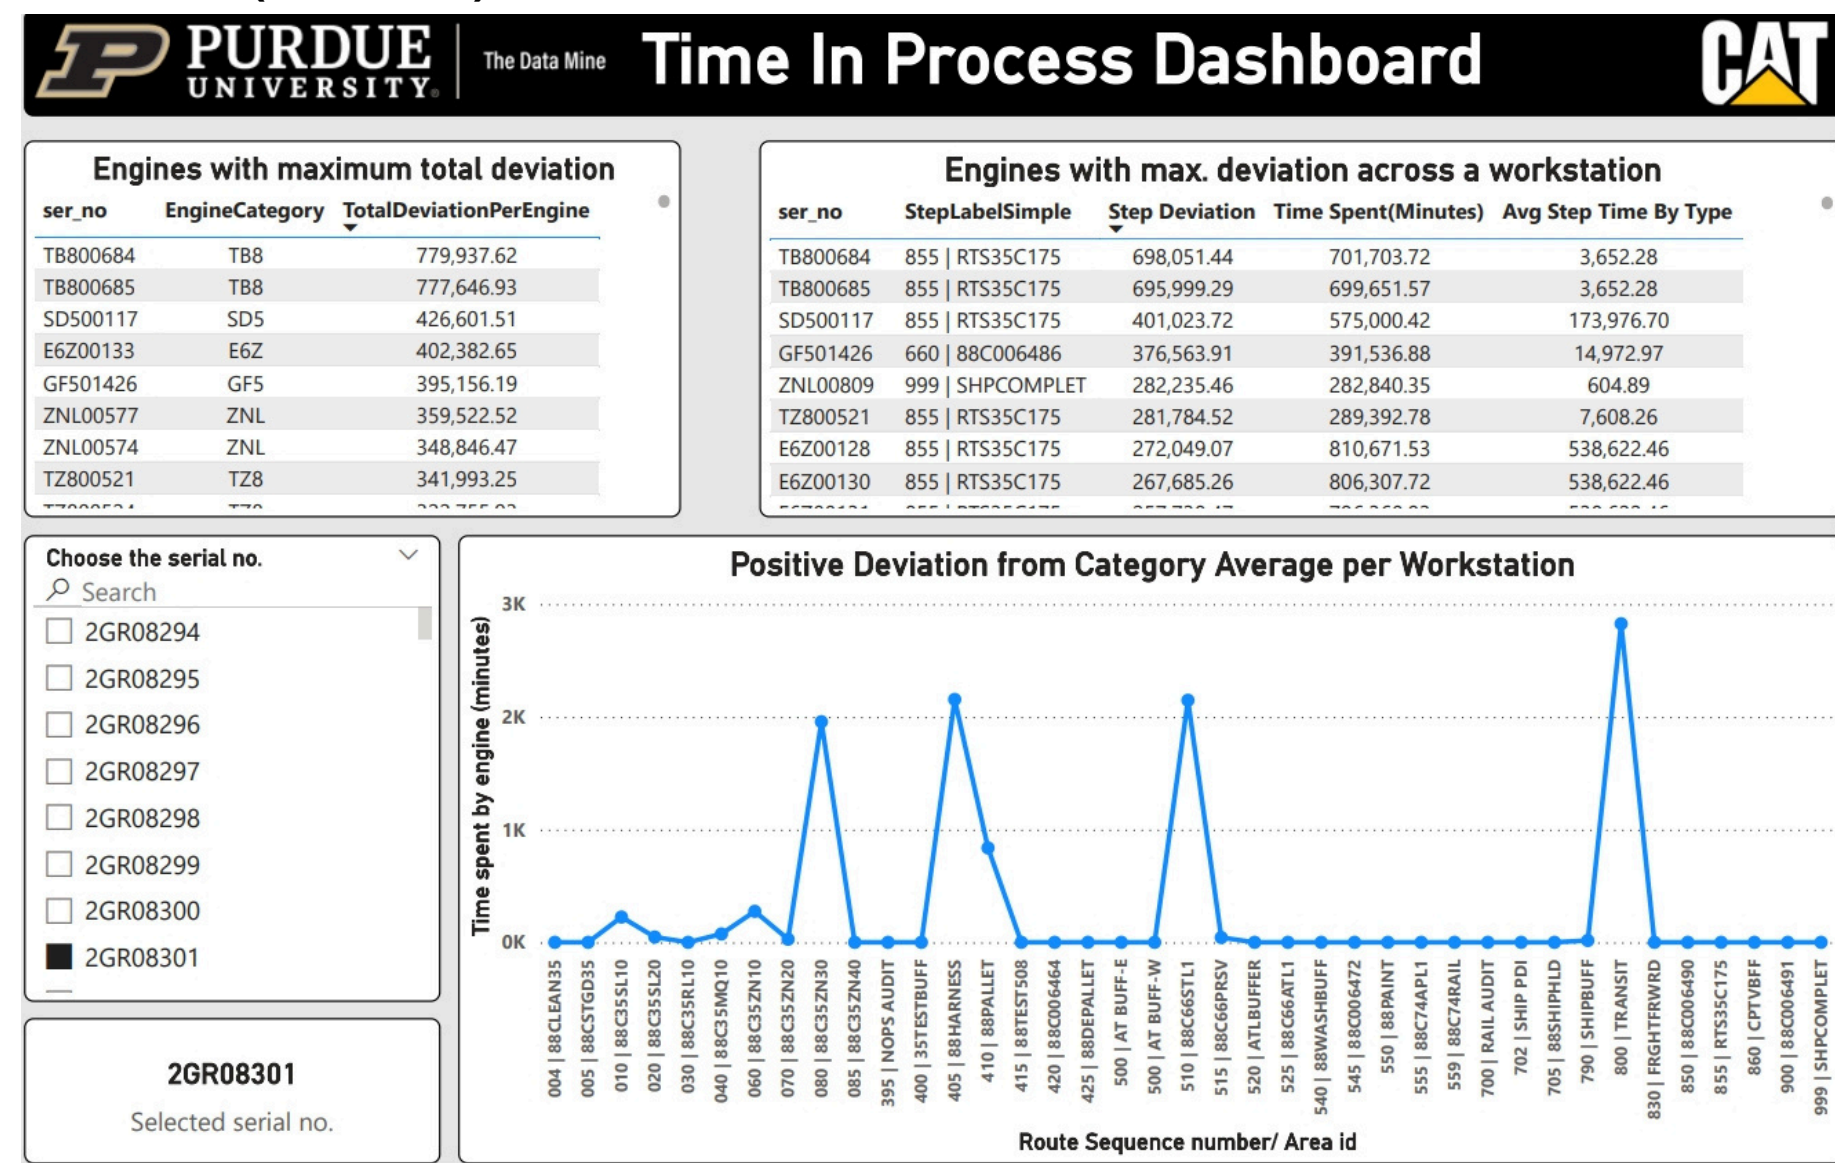 PURDUE
UNIVERSITY®
The Data Mine
Time In Process Dashboard
CAT
Engines with maximum total deviation
ser_no EngineCategory TotalDeviationPerEngine
TB800684 TB8 779,937.62
TB800685 TB8 777,646.93
SD500117 SD5 426,601.51
E6Z00133 E6Z 402,382.65
GF501426 GF5 395,156.19
ZNL00577 ZNL 359,522.52
ZNL00574 ZNL 348,846.47
TZ800521 TZ8 341,993.25
Engines with max. deviation across a workstation
ser_no StepLabelSimple Step Deviation Time Spent(Minutes) Avg Step Time By Type
TB800684 855 | RTS35C175 698,051.44 701,703.72 3,652.28
TB800685 855 | RTS35C175 695,999.29 699,651.57 3,652.28
SD500117 855 | RTS35C175 401,023.72 575,000.42 173,976.70
GF501426 660 | 88C006486 376,563.91 391,536.88 14,972.97
ZNL00809 999 | SHPCOMPLET 282,235.46 282,840.35 604.89
TZ800521 855 | RTS35C175 281,784.52 289,392.78 7,608.26
E6Z00128 855 | RTS35C175 272,049.07 810,671.53 538,622.46
E6Z00130 855 | RTS35C175 267,685.26 806,307.72 538,622.46
Choose the serial no.
Search
2GR08294
2GR08295
2GR08296
2GR08297
2GR08298
2GR08299
2GR08300
2GR08301
2GR08301
Selected serial no.
Positive Deviation from Category Average per Workstation
Time spent by engine (minutes)
3K
2K
1K
0K
004 | 88CLEAN35
005 | 88CSTGD35
010 | 88C35SL10
020 | 88C35SL20
030 | 88C35RL10
040 | 88C35MQ10
060 | 88C35ZN10
070 | 88C35ZN20
080 | 88C35ZN30
085 | 88C35ZN40
395 | NOPS AUDIT
400 | 35TESTBUFF
405 | 88HARNESS
410 | 88PALLET
415 | 88TEST508
420 | 88C006464
425 | 88DEPALLET
500 | AT BUFF-E
500 | AT BUFF-W
510 | 88C66STL1
515 | 88C66PRSV
520 | ATLBUFFER
525 | 88C66ATL1
540 | 88WASHBUFF
545 | 88C006472
550 | 88PAINT
555 | 88C74APL1
559 | 88C74RAIL
700 | RAIL AUDIT
702 | SHIP PDI
705 | 88SHIPHLD
790 | SHIPBUFF
800 | TRANSIT
830 | FRGHTFRWRD
850 | 88C006490
855 | RTS35C175
860 | CPTVBFF
900 | 88C006491
999 | SHPCOMPLET
Route Sequence number/ Area id